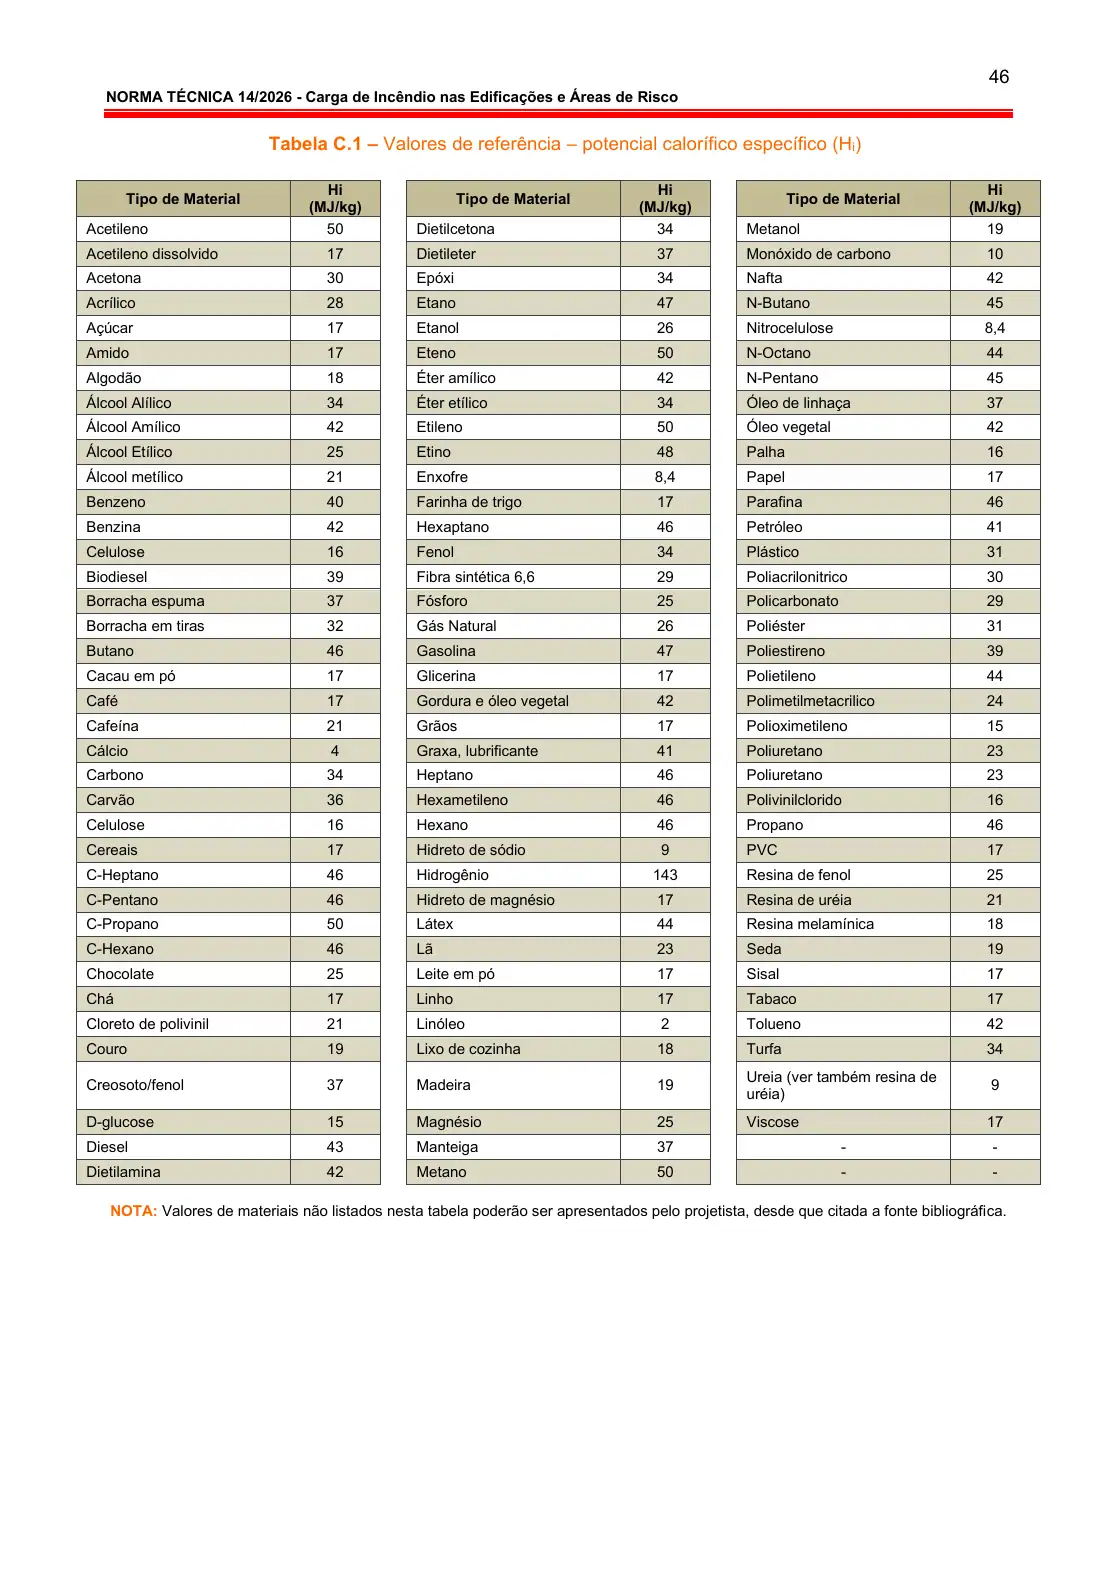 46
NORMA TÉCNICA 14/2026 - Carga de Incêndio nas Edificações e Áreas de Risco
Tabela C.1 – Valores de referência – potencial calorífico específico (Hi)
Tipo de Material Hi (MJ/kg)
Acetileno 50
Acetileno dissolvido 17
Acetona 30
Acrílico 28
Açúcar 17
Amido 17
Algodão 18
Álcool Alílico 34
Álcool Amílico 42
Álcool Etílico 25
Álcool metílico 21
Benzeno 40
Benzina 42
Celulose 16
Biodiesel 39
Borracha espuma 37
Borracha em tiras 32
Butano 46
Cacau em pó 17
Café 17
Cafeína 21
Cálcio 4
Carbono 34
Carvão 36
Celulose 16
Cereais 17
C-Heptano 46
C-Pentano 46
C-Propano 50
C-Hexano 46
Chocolate 25
Chá 17
Cloreto de polivinil 21
Couro 19
Creosoto/fenol 37
D-glucose 15
Diesel 43
Dietilamina 42
Tipo de Material Hi (MJ/kg)
Dietilcetona 34
Dietileter 37
Epóxi 34
Etano 47
Etanol 26
Eteno 50
Éter amílico 42
Éter etílico 34
Etileno 50
Etino 48
Enxofre 8,4
Farinha de trigo 17
Hexaptano 46
Fenol 34
Fibra sintética 6,6 29
Fósforo 25
Gás Natural 26
Gasolina 47
Glicerina 17
Gordura e óleo vegetal 42
Grãos 17
Graxa, lubrificante 41
Heptano 46
Hexametileno 46
Hexano 46
Hidreto de sódio 9
Hidrogênio 143
Hidreto de magnésio 17
Látex 44
Lã 23
Leite em pó 17
Linho 17
Linóleo 2
Lixo de cozinha 18
Madeira 19
Magnésio 25
Manteiga 37
Metano 50
Tipo de Material Hi (MJ/kg)
Metanol 19
Monóxido de carbono 10
Nafta 42
N-Butano 45
Nitrocelulose 8,4
N-Octano 44
N-Pentano 45
Óleo de linhaça 37
Óleo vegetal 42
Palha 16
Papel 17
Parafina 46
Petróleo 41
Plástico 31
Poliacrilonitrico 30
Policarbonato 29
Poliéster 31
Poliestireno 39
Polietileno 44
Polimetilmetacrilico 24
Polioximetileno 15
Poliuretano 23
Poliuretano 23
Polivinilclorido 16
Propano 46
PVC 17
Resina de fenol 25
Resina de uréia 21
Resina melamínica 18
Seda 19
Sisal 17
Tabaco 17
Tolueno 42
Turfa 34
Ureia (ver também resina de uréia) 9
Viscose 17
- -
- -
NOTA: Valores de materiais não listados nesta tabela poderão ser apresentados pelo projetista, desde que citada a fonte bibliográfica.